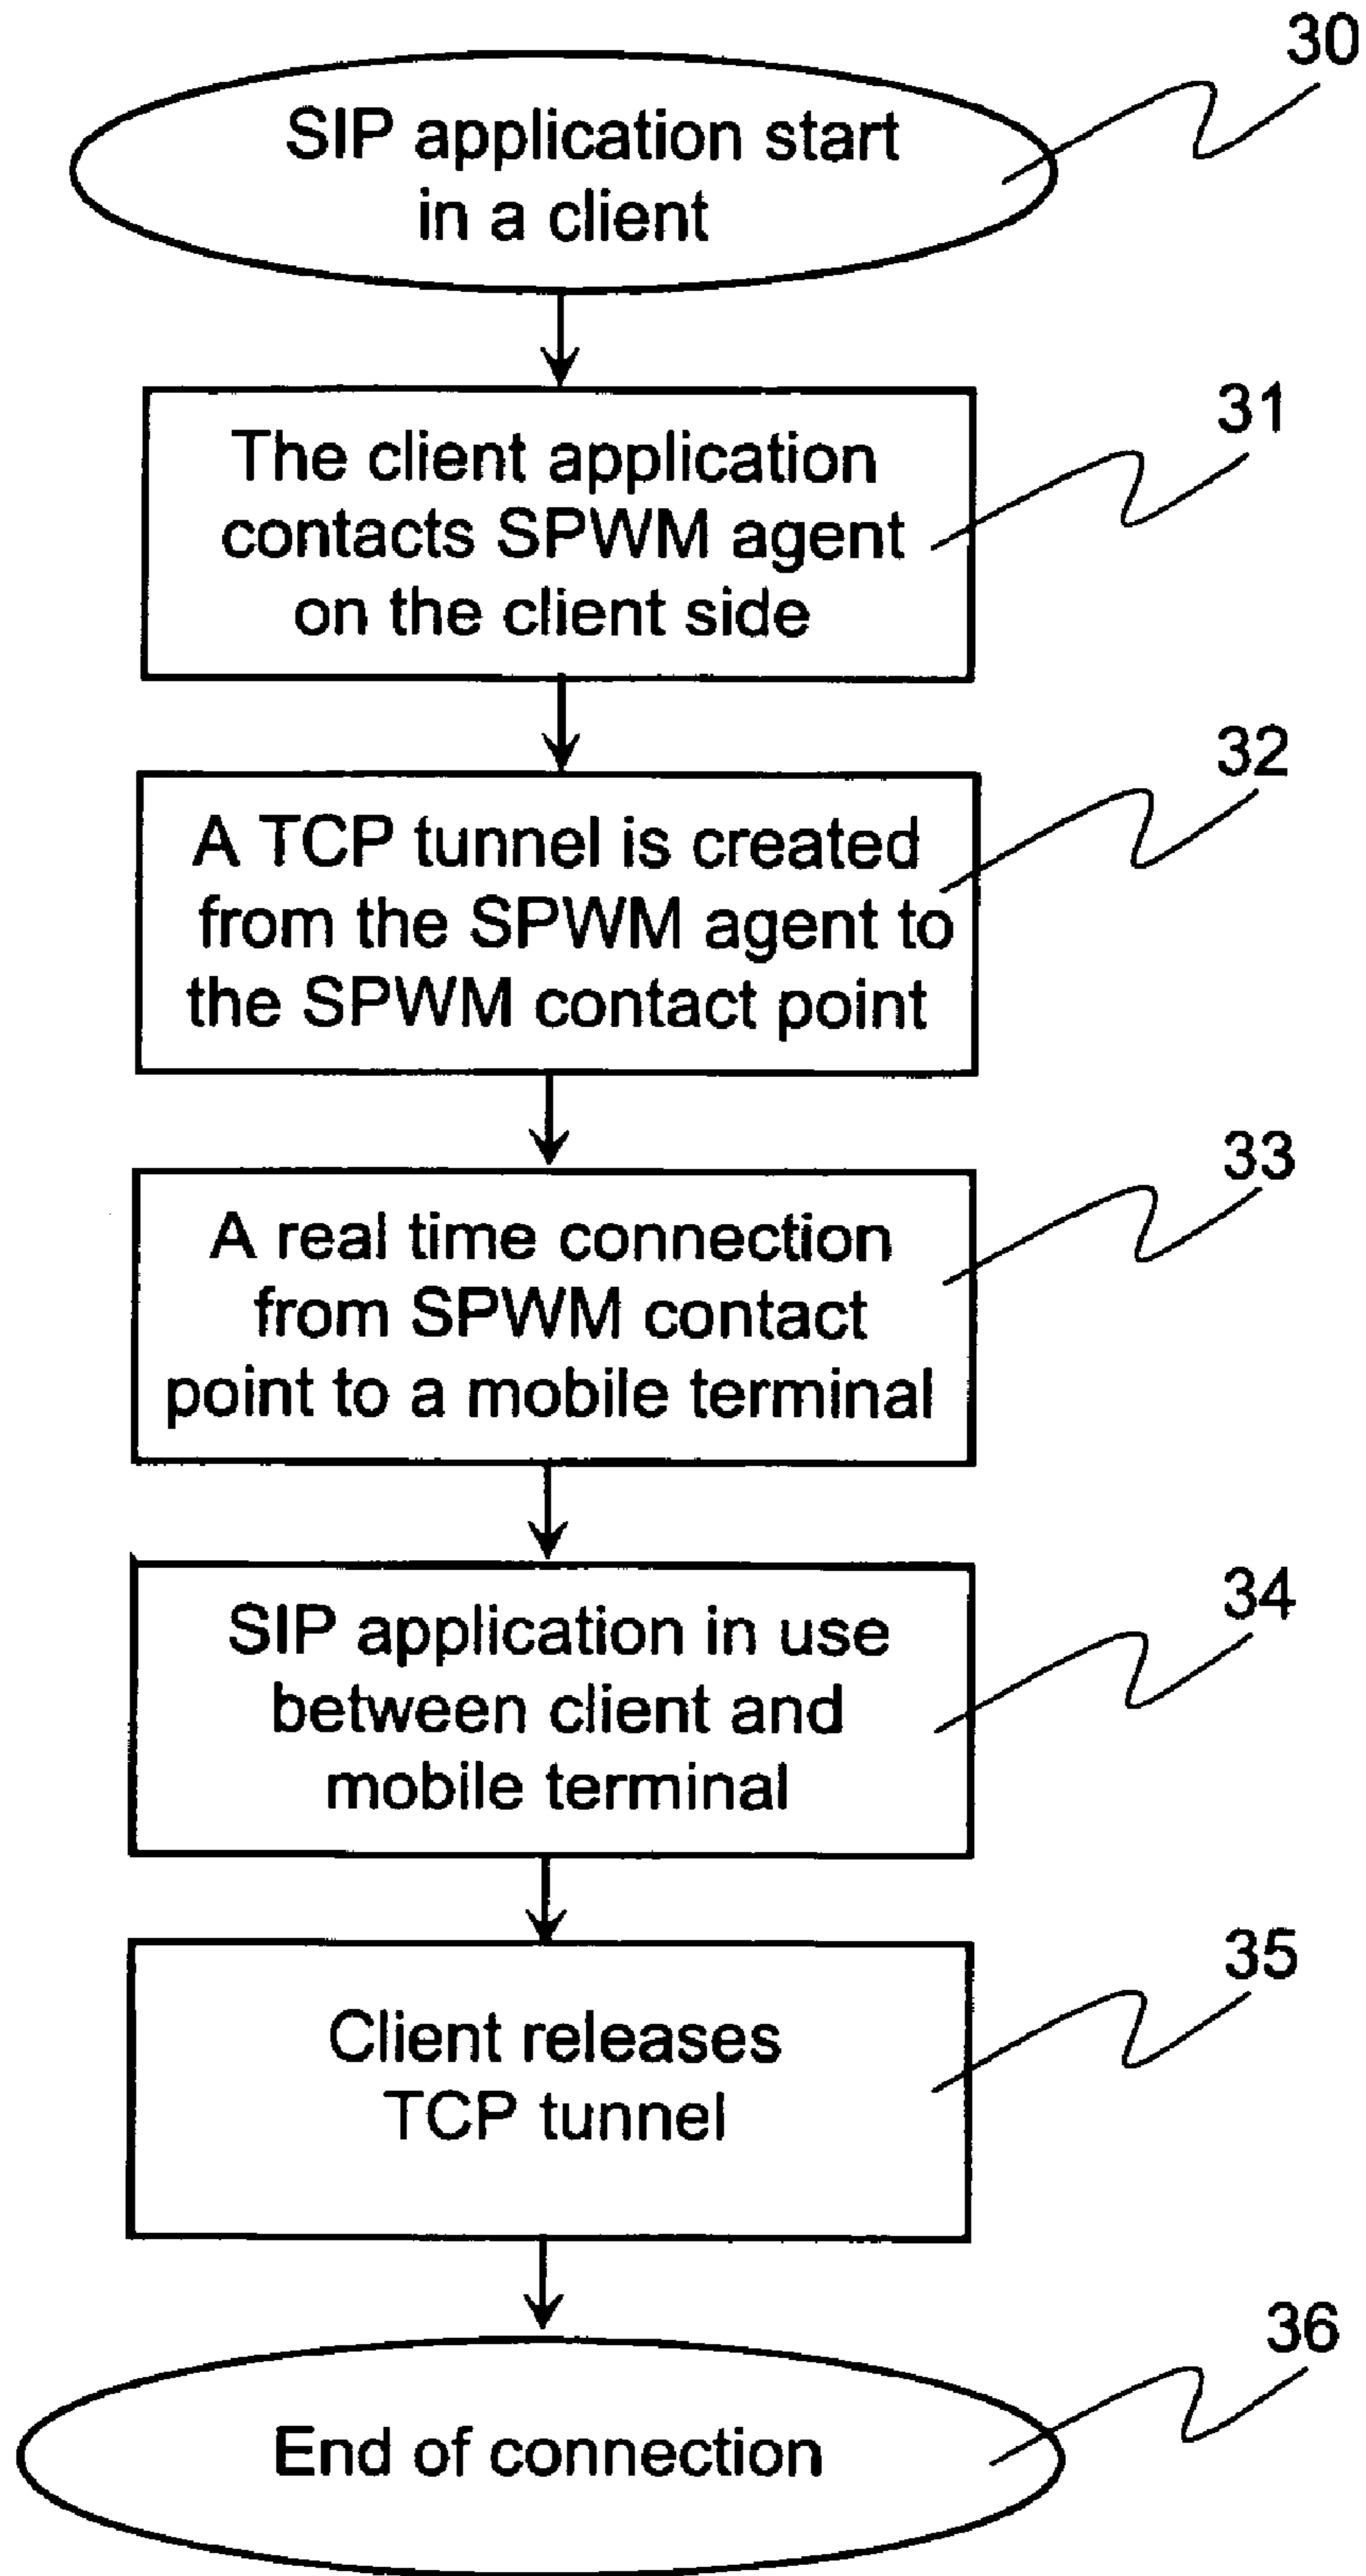 30
SIP application start
in a client
31
The client application
contacts SPWM agent
on the client side
32
A TCP tunnel is created
from the SPWM agent to
the SPWM contact point
33
A real time connection
from SPWM contact
point to a mobile terminal
34
SIP application in use
between client and
mobile terminal
35
Client releases
TCP tunnel
36
End of connection